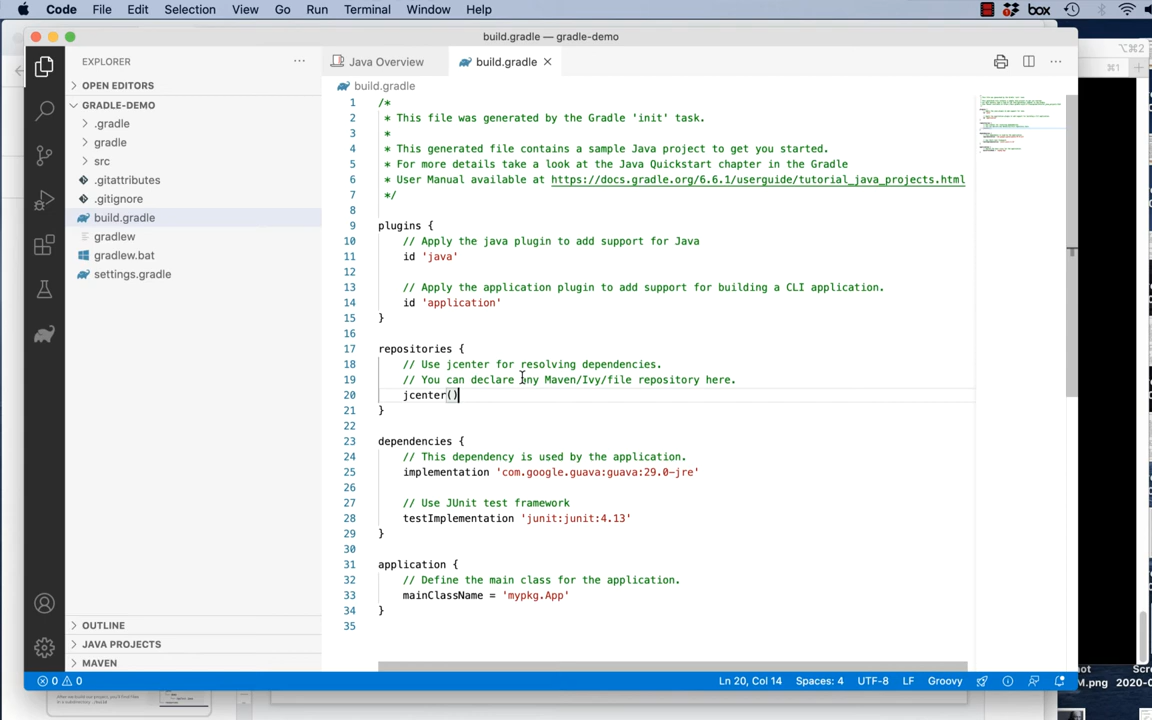 Code File Edit Selection View Go Run Terminal Window Help
box
build.gradle — gradle-demo
⌥⌘2
⌘1
EXPLORER
Java Overview
build.gradle
OPEN EDITORS
GRADLE-DEMO
.gradle
gradle
src
.gitattributes
.gitignore
build.gradle
gradlew
gradlew.bat
settings.gradle
OUTLINE
JAVA PROJECTS
MAVEN
build.gradle
1 /*
2 * This file was generated by the Gradle 'init' task.
3 *
4 * This generated file contains a sample Java project to get you started.
5 * For more details take a look at the Java Quickstart chapter in the Gradle
6 * User Manual available at https://docs.gradle.org/6.6.1/userguide/tutorial_java_projects.html
7 */
8
9 plugins {
10 // Apply the java plugin to add support for Java
11 id 'java'
12
13 // Apply the application plugin to add support for building a CLI application.
14 id 'application'
15 }
16
17 repositories {
18 // Use jcenter for resolving dependencies.
19 // You can declare any Maven/Ivy/file repository here.
20 jcenter()
21 }
22
23 dependencies {
24 // This dependency is used by the application.
25 implementation 'com.google.guava:guava:29.0-jre'
26
27 // Use JUnit test framework
28 testImplementation 'junit:junit:4.13'
29 }
30
31 application {
32 // Define the main class for the application.
33 mainClassName = 'mypkg.App'
34 }
35
0 0 Ln 20, Col 14 Spaces: 4 UTF-8 LF Groovy